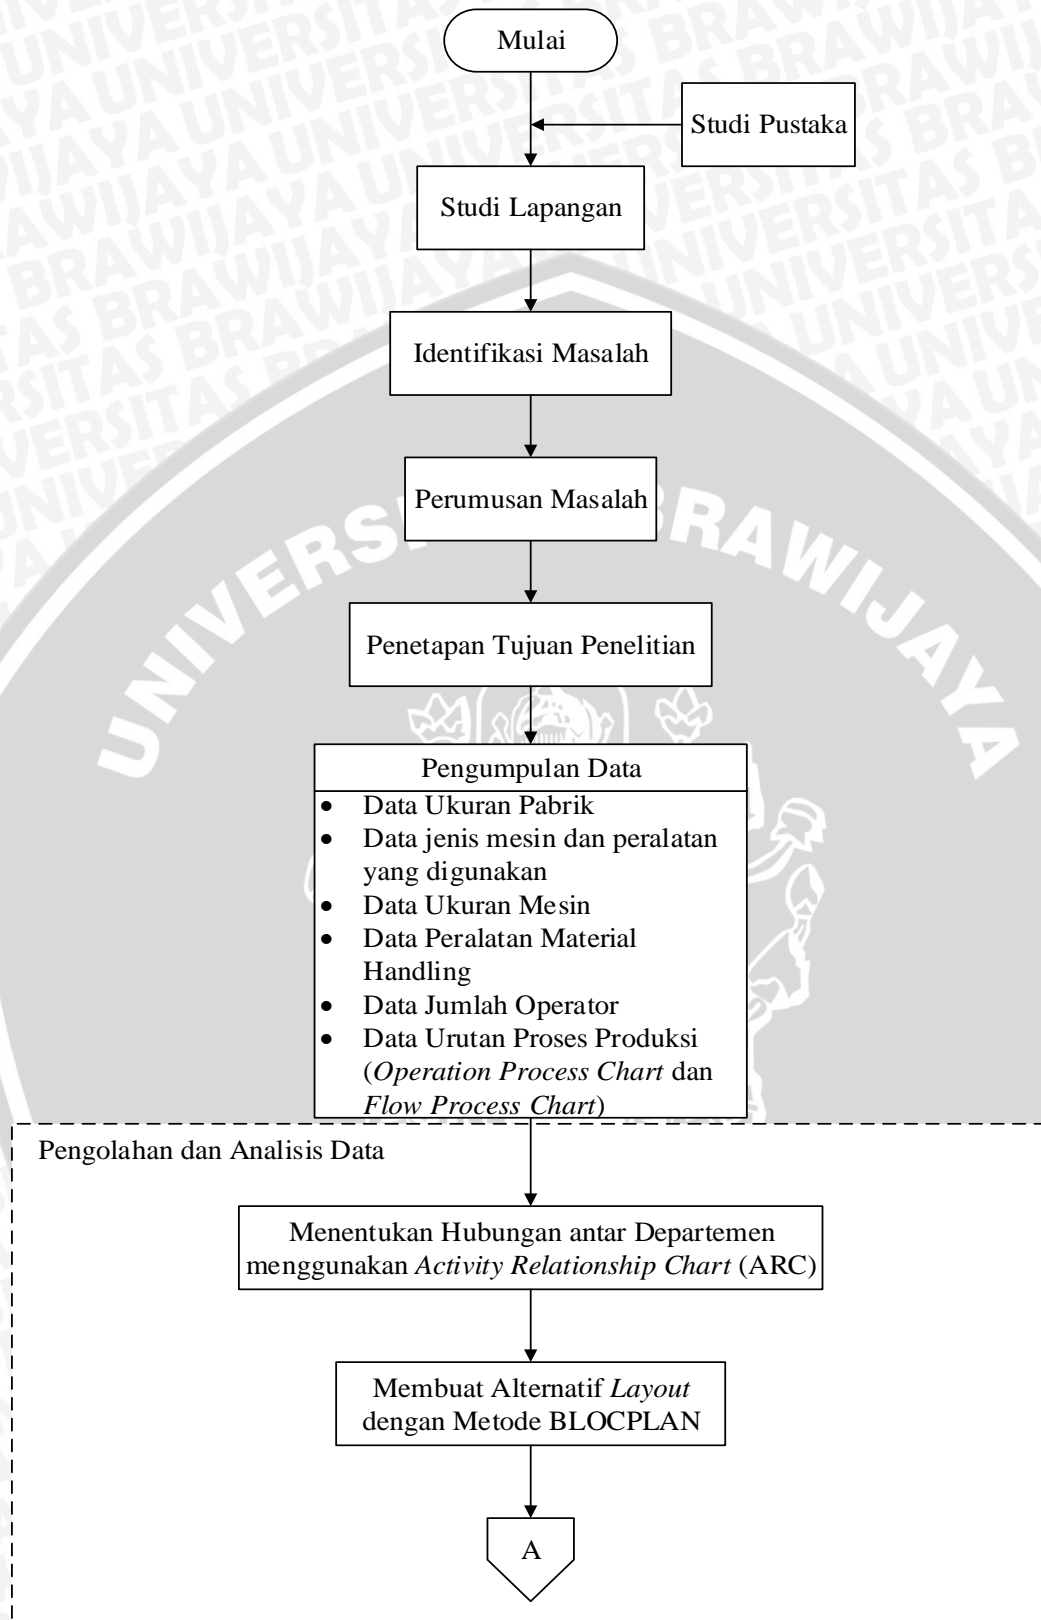 Mulai
Studi Pustaka
Studi Lapangan
Identifikasi Masalah
Perumusan Masalah
Penetapan Tujuan Penelitian
Pengumpulan Data
• Data Ukuran Pabrik
• Data jenis mesin dan peralatan
yang digunakan
• Data Ukuran Mesin
• Data Peralatan Material
Handling
• Data Jumlah Operator
• Data Urutan Proses Produksi
(Operation Process Chart dan
Flow Process Chart)
Pengolahan dan Analisis Data
Menentukan Hubungan antar Departemen
menggunakan Activity Relationship Chart (ARC)
Membuat Alternatif Layout
dengan Metode BLOCPLAN
A